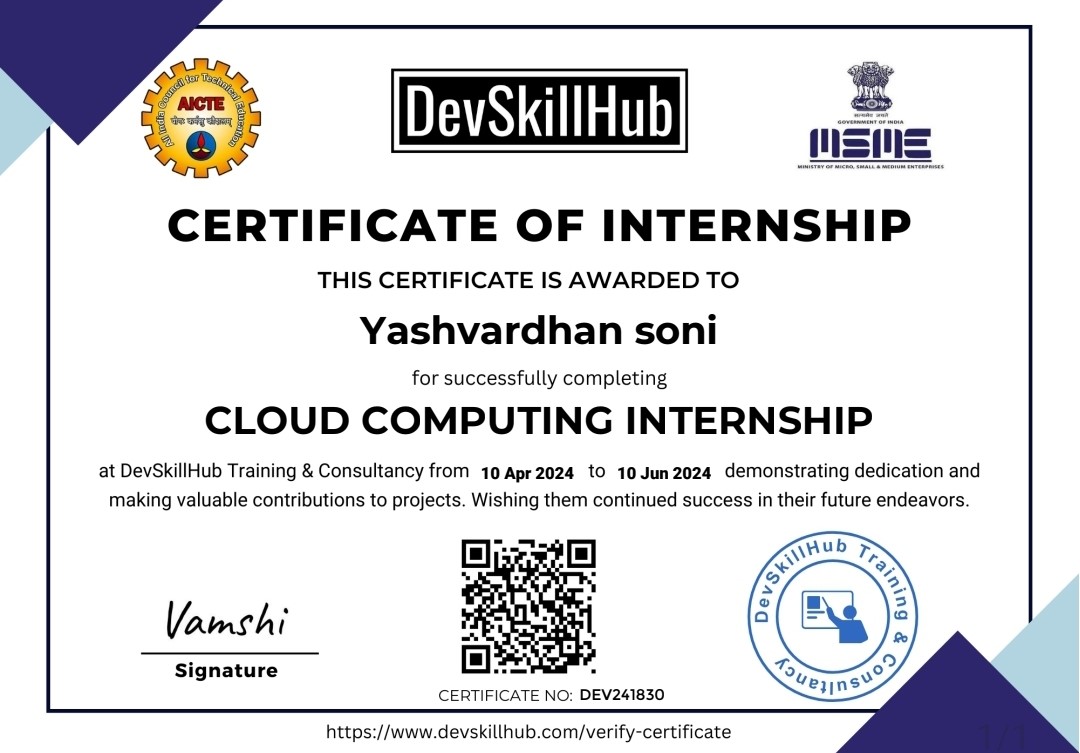 All India Council for Technical Education
AICTE
योगः कर्मसु कौशलम्
DevSkillHub
सत्यमेव जयते
GOVERNMENT OF INDIA
MSME
MINISTRY OF MICRO, SMALL & MEDIUM ENTERPRISES
CERTIFICATE OF INTERNSHIP
THIS CERTIFICATE IS AWARDED TO
Yashvardhan soni
for successfully completing
CLOUD COMPUTING INTERNSHIP
at DevSkillHub Training & Consultancy from 10 Apr 2024 to 10 Jun 2024 demonstrating dedication and
making valuable contributions to projects. Wishing them continued success in their future endeavors.
Vamshi
Signature
DevSkillHub Training & Consultancy
CERTIFICATE NO: DEV241830
https://www.devskillhub.com/verify-certificate
1/1